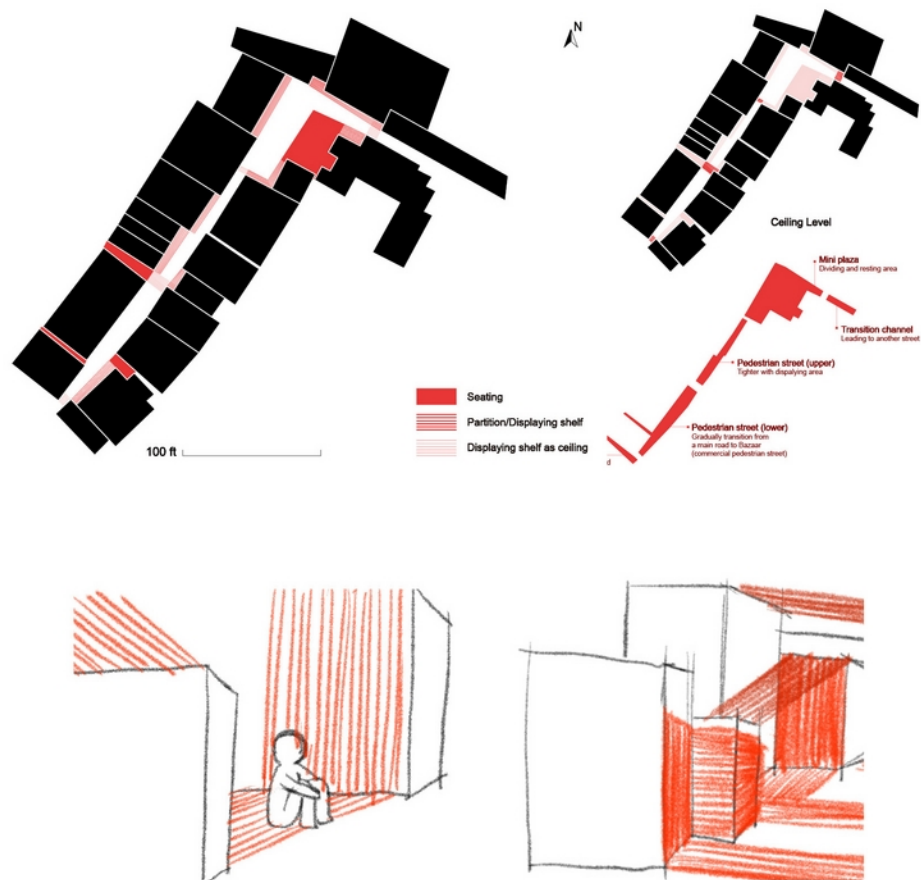 N
Ceiling Level
Mini plaza
Dividing and resting area
Transition channel
Leading to another street
Pedestrian street (upper)
Tighter with dispalying area
Seating
Partition/Displaying shelf
Pedestrian street (lower)
Gradually transition from
a main road to Bazaar
(commercial pedestrian street)
Displaying shelf as ceiling
100 ft
d